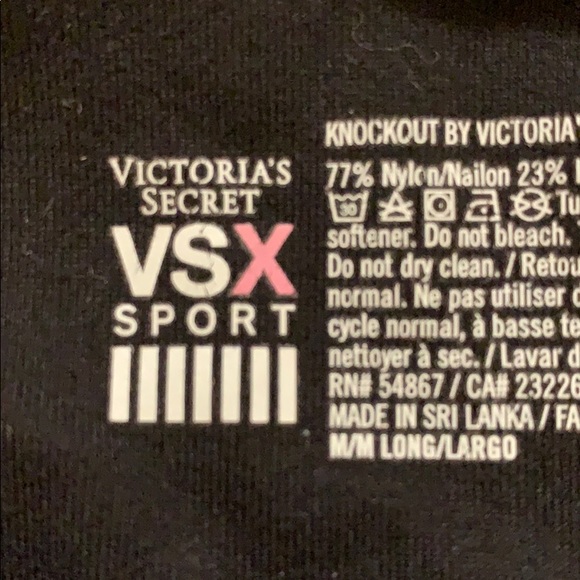 VICTORIA'S
SECRET
VSX
SPORT
KNOCKOUT BY VICTORIA'
77% Nylon/Nailon 23%
30 Tu
softener. Do not bleach.
Do not dry clean. / Retou
normal. Ne pas utiliser
cycle normal, à basse te
nettoyer à sec. / Lavar d
RN# 54867 / CA# 23226
MADE IN SRI LANKA / FA
M/M LONG/LARGO